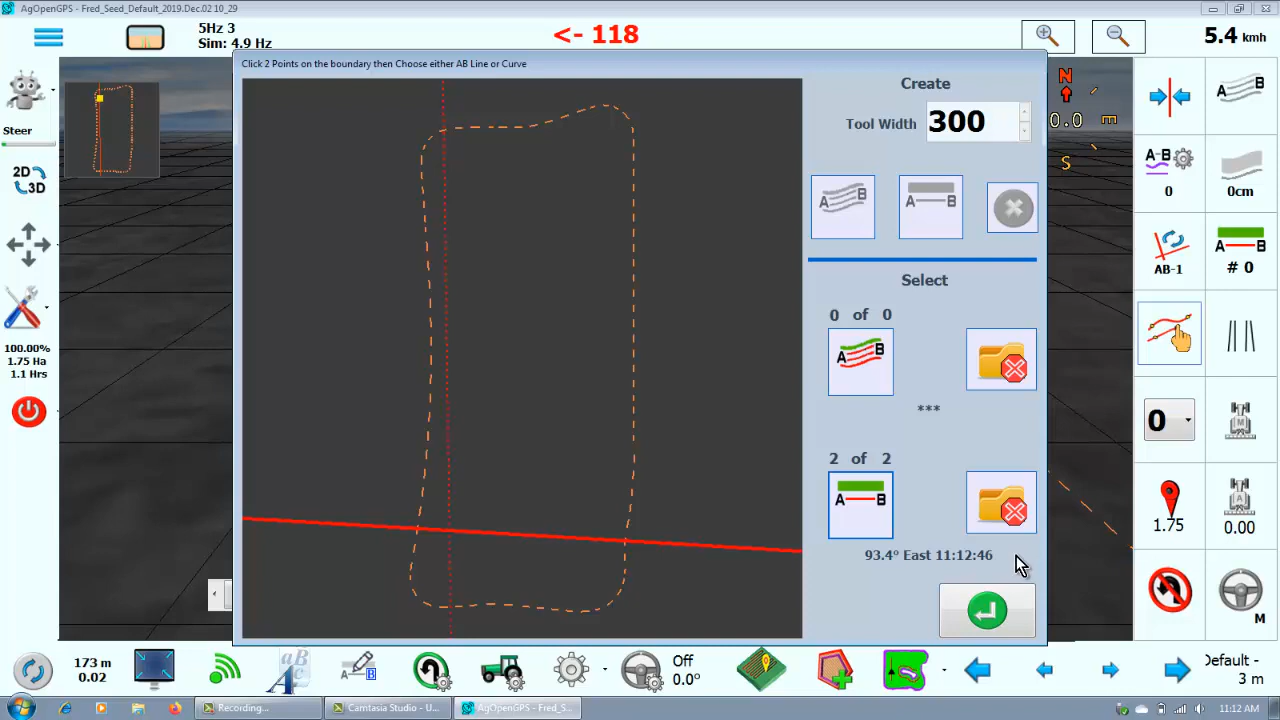 AgOpenGPS - Fred_Seed_Default_2019.Dec.02 10_29
5Hz 3
Sim: 4.9 Hz
<- 118
5.4 kmh
Click 2 Points on the boundary then Choose either AB Line or Curve
Create
Tool Width 300
A B
A B
Select
0 of 0
A B
***
2 of 2
A B
93.4° East 11:12:46
Steer
2D
3D
100.00%
1.75 Ha
1.1 Hrs
N
0.0 m
S
A B
A-B
0
0cm
AB-1
A B
# 0
0
M
1.75
A
0.00
M
173 m
0.02
aB
A
A B
Off
0.0°
Default -
3 m
Recording...
Camtasia Studio - U...
AgOpenGPS - Fred_S...
11:12 AM